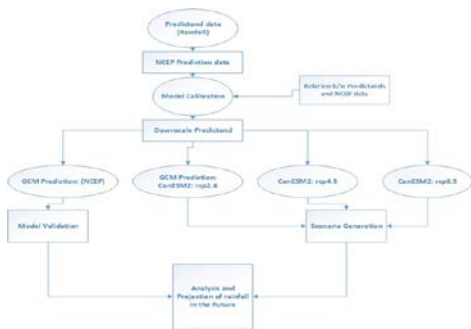 Predictand data
(Rainfall)
NCEP Prediction data
Model Calibration
Relation b/w Predictands
and NCEP data
Downscale Predictand
GCM Prediction: (NCEP)
GCM Prediction:
CanESM2: rcp2.6
CanESM2: rcp4.5
CanESM2: rcp8.5
Model Validation
Scenario Generation
Analysis and
Projection of rainfall
in the Future